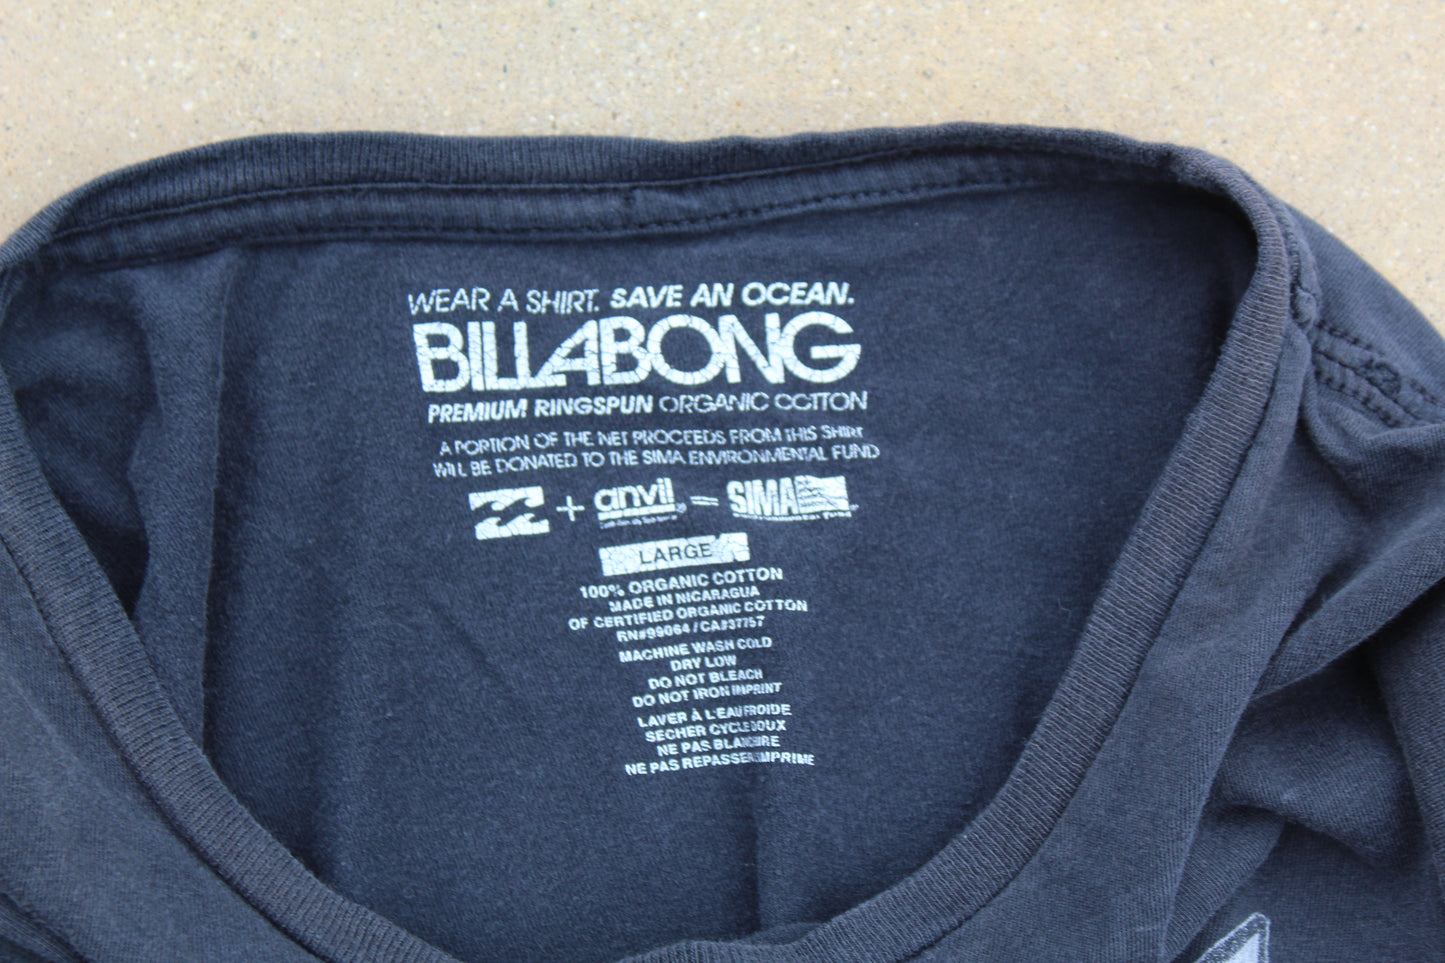 WEAR A SHIRT. SAVE AN OCEAN.
BILLABONG
PREMIUM RINGSPUN ORGANIC COTTON
A PORTION OF THE NET PROCEEDS FROM THIS SHIRT
WILL BE DONATED TO THE SIMA ENVIRONMENTAL FUND
+ anvil® = SIMA
LARGE
100% ORGANIC COTTON
MADE IN NICARAGUA
OF CERTIFIED ORGANIC COTTON
RN#99064 / CA#37757
MACHINE WASH COLD
DRY LOW
DO NOT BLEACH
DO NOT IRON IMPRINT
LAVER À L'EAU FROIDE
SECHER CYCLE DOUX
NE PAS BLANCHIRE
NE PAS REPASSER IMPRIME